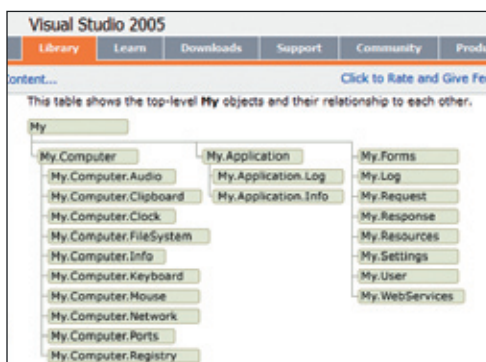 Visual Studio 2005
Library Learn Downloads Support Community Produ
Content... Click to Rate and Give Fee
This table shows the top-level My objects and their relationship to each other.
My
My.Computer
My.Computer.Audio
My.Computer.Clipboard
My.Computer.Clock
My.Computer.FileSystem
My.Computer.Info
My.Computer.Keyboard
My.Computer.Mouse
My.Computer.Network
My.Computer.Ports
My.Computer.Registry
My.Application
My.Application.Log
My.Application.Info
My.Forms
My.Log
My.Request
My.Response
My.Resources
My.Settings
My.User
My.WebServices